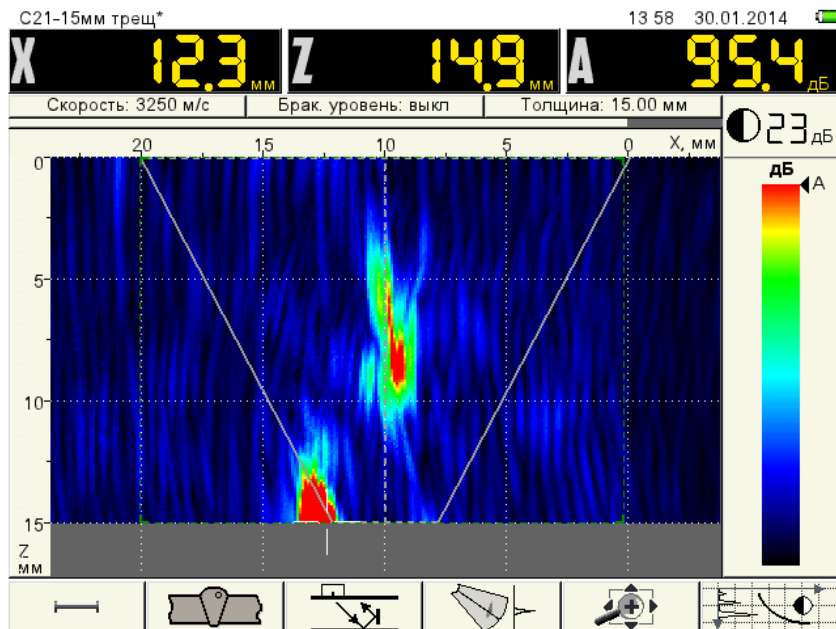 С21-15мм трещ* 13 58 30.01.2014
X 12.3 мм Z 14.9 мм A 95.4 дБ
Скорость: 3250 м/с Брак. уровень: выкл Толщина: 15.00 мм
23 дБ
20 15 10 5 0 X, мм
дБ
A
0
5
10
15
Z
мм